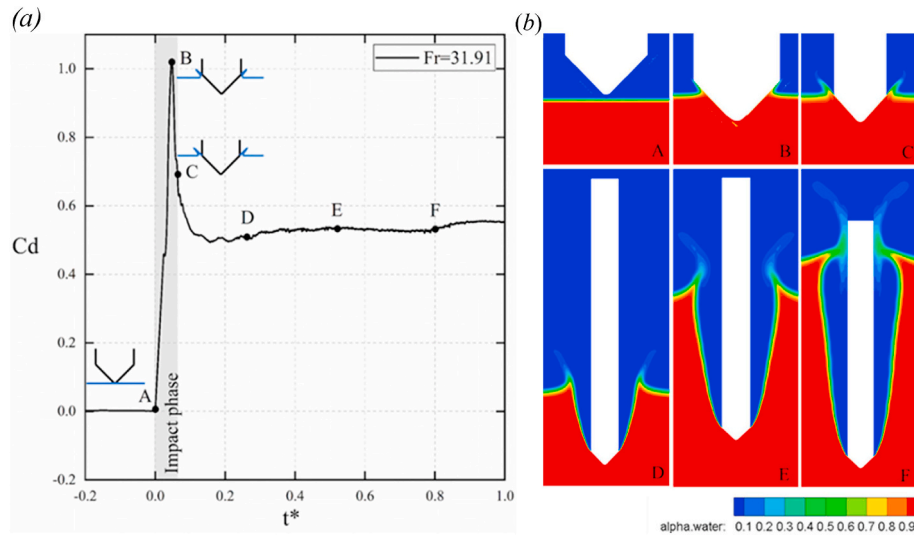 (a)
Fr=31.91
1.0
0.8
0.6
0.4
0.2
0.0
-0.2
Cd
-0.2 0.0 0.2 0.4 0.6 0.8 1.0
t*
A
B
C
D
E
F
Impact phase
(b)
A B C
D E F
alpha.water: 0.1 0.2 0.3 0.4 0.5 0.6 0.7 0.8 0.9